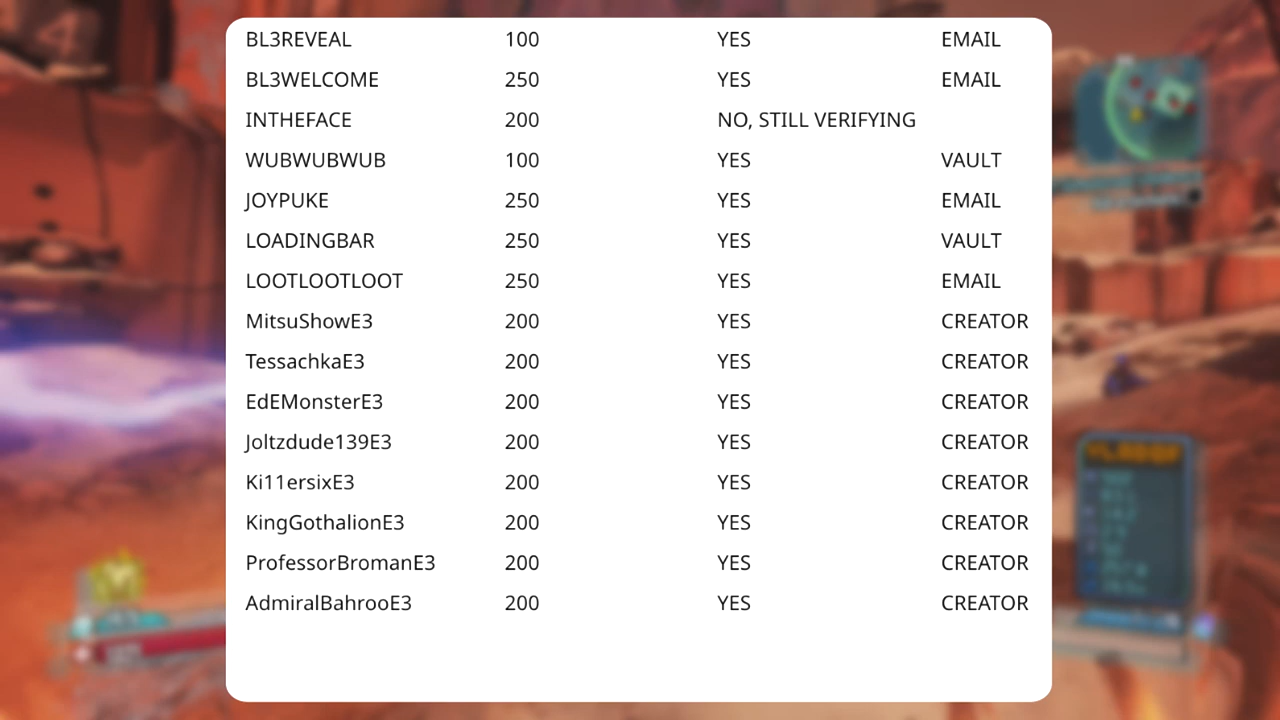 BL3REVEAL 100 YES EMAIL
BL3WELCOME 250 YES EMAIL
INTHEFACE 200 NO, STILL VERIFYING
WUBWUBWUB 100 YES VAULT
JOYPUKE 250 YES EMAIL
LOADINGBAR 250 YES VAULT
LOOTLOOTLOOT 250 YES EMAIL
MitsuShowE3 200 YES CREATOR
TessachkaE3 200 YES CREATOR
EdEMonsterE3 200 YES CREATOR
Joltzdude139E3 200 YES CREATOR
Ki11ersixE3 200 YES CREATOR
KingGothalionE3 200 YES CREATOR
ProfessorBromanE3 200 YES CREATOR
AdmiralBahrooE3 200 YES CREATOR